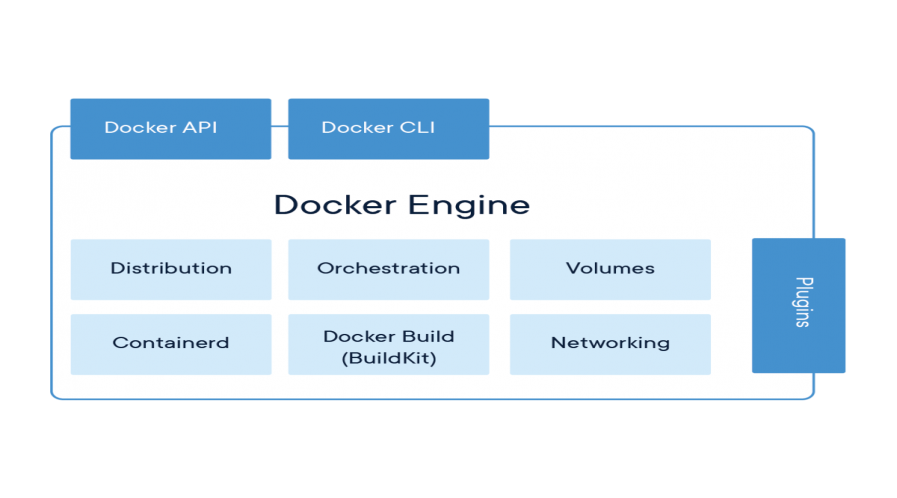 Docker API
Docker CLI
Docker Engine
Distribution
Orchestration
Volumes
Containerd
Docker Build
(BuildKit)
Networking
Plugins